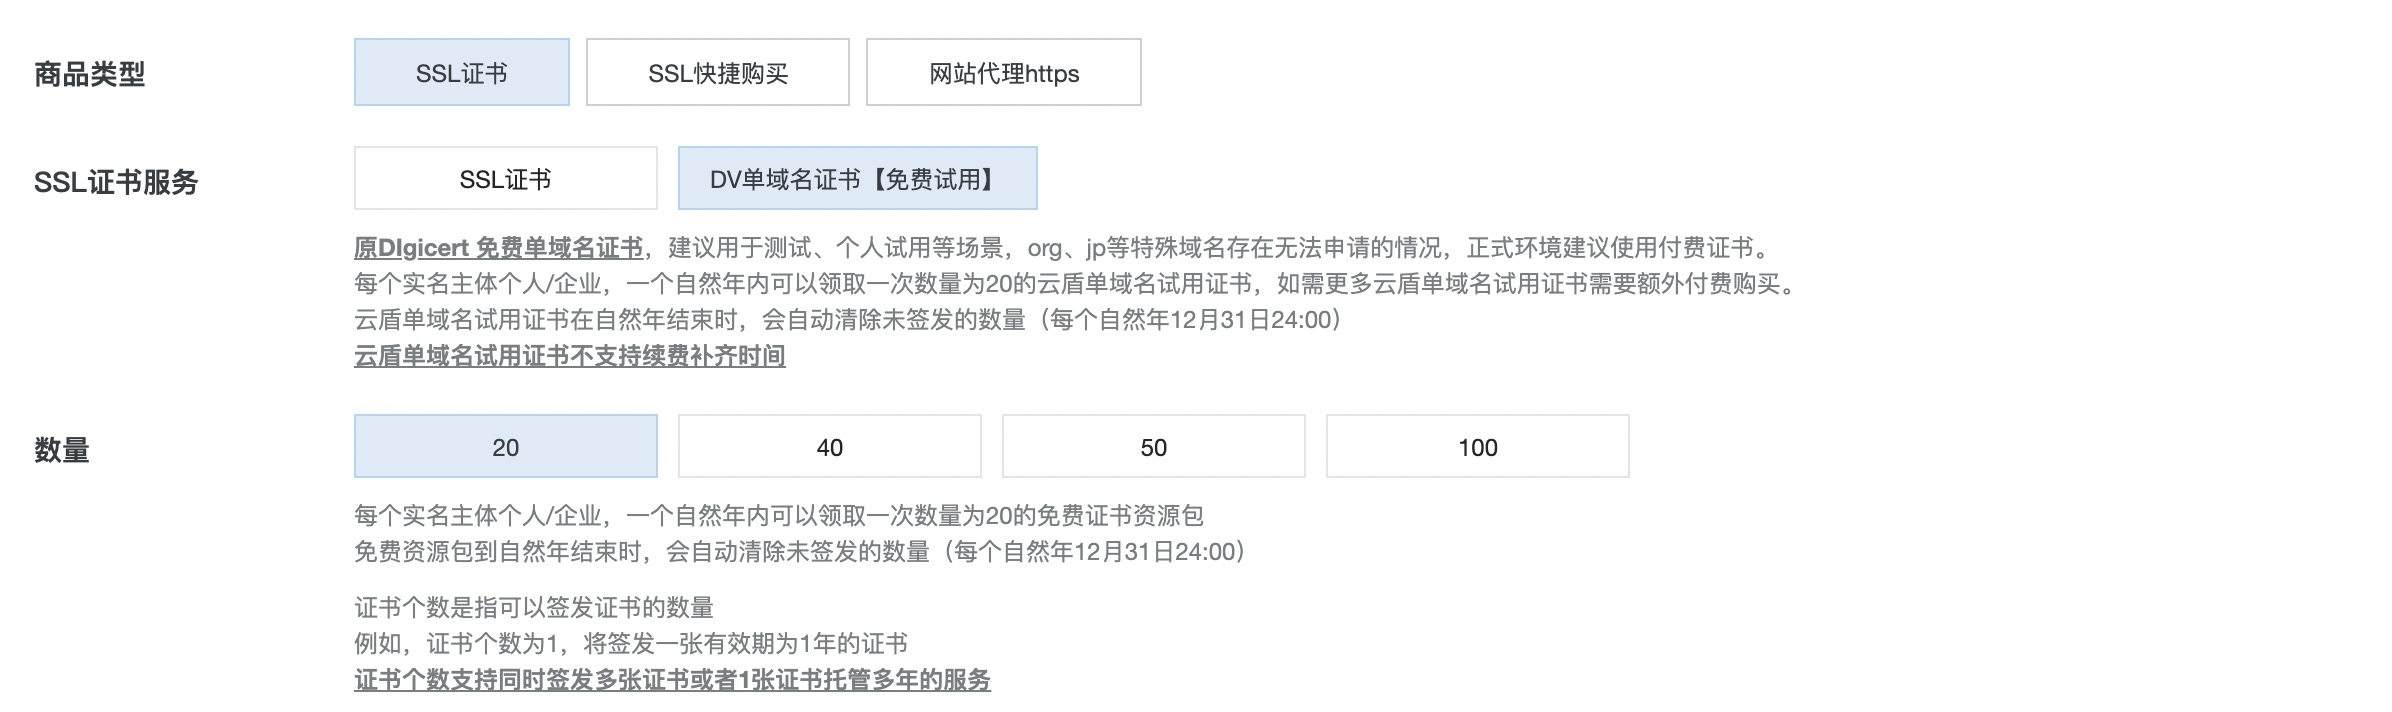 商品类型
SSL证书 SSL快捷购买 网站代理https
SSL证书服务
SSL证书 DV单域名证书【免费试用】
原DIgicert 免费单域名证书，建议用于测试、个人试用等场景，org、jp等特殊域名存在无法申请的情况，正式环境建议使用付费证书。
每个实名主体个人/企业，一个自然年内可以领取一次数量为20的云盾单域名试用证书，如需更多云盾单域名试用证书需要额外付费购买。
云盾单域名试用证书在自然年结束时，会自动清除未签发的数量（每个自然年12月31日24:00）
云盾单域名试用证书不支持续费补齐时间
数量
20 40 50 100
每个实名主体个人/企业，一个自然年内可以领取一次数量为20的免费证书资源包
免费资源包到自然年结束时，会自动清除未签发的数量（每个自然年12月31日24:00）
证书个数是指可以签发证书的数量
例如，证书个数为1，将签发一张有效期为1年的证书
证书个数支持同时签发多张证书或者1张证书托管多年的服务